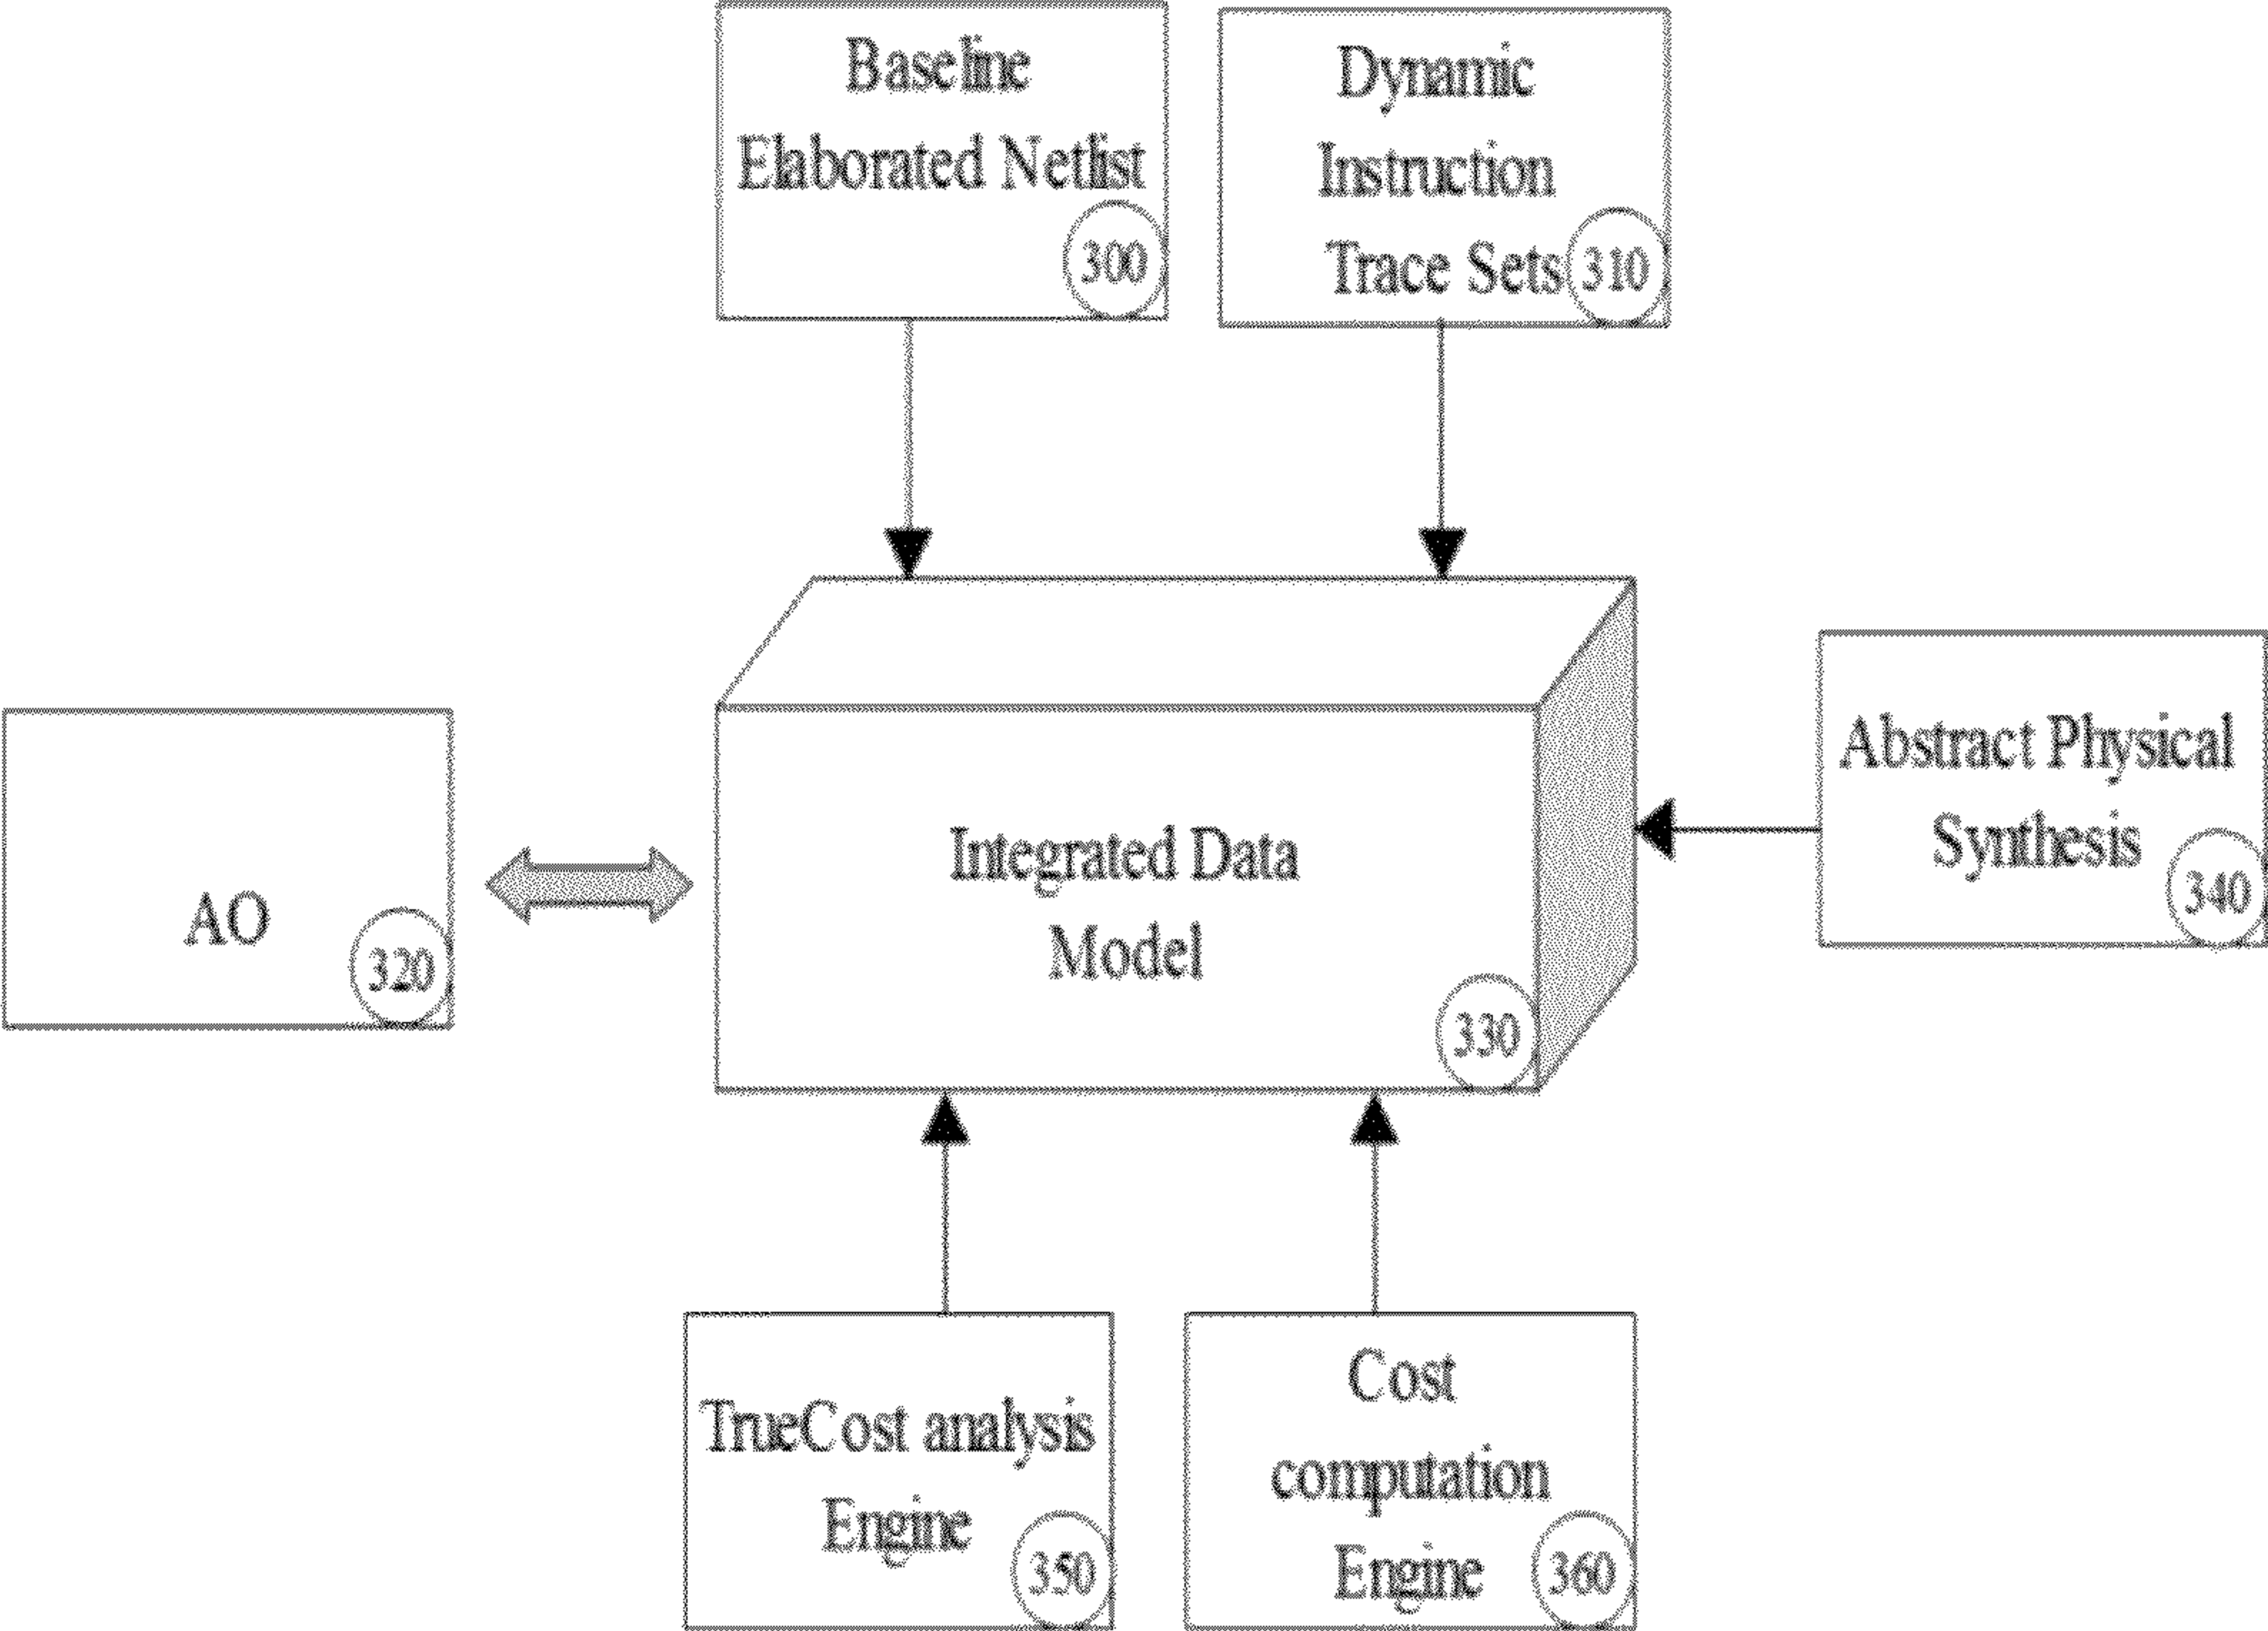 Baseline
Elaborated Netlist
300
Dynamic
Instruction
Trace Sets
310
AO
320
Integrated Data
Model
330
Abstract Physical
Synthesis
340
TrueCost analysis
Engine
350
Cost
computation
Engine
360